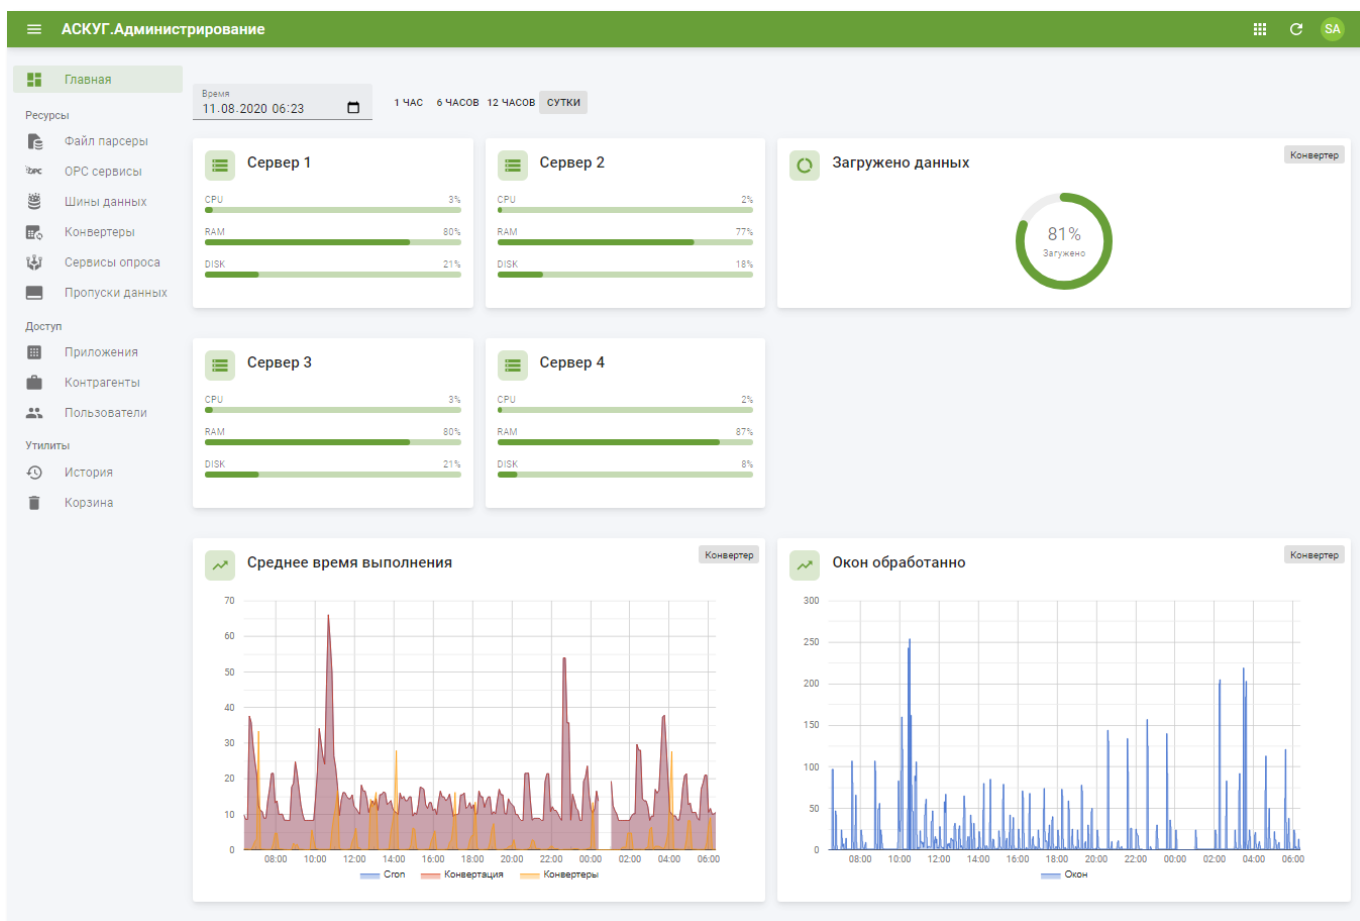 АСКУГ.Администрирование
SA
Главная
Ресурсы
Файл парсеры
OPC
OPC сервисы
Шины данных
Конвертеры
Сервисы опроса
Пропуски данных
Доступ
Приложения
Контрагенты
Пользователи
Утилиты
История
Корзина
Время
11.08.2020 06:23
1 ЧАС 6 ЧАСОВ 12 ЧАСОВ СУТКИ
Сервер 1
CPU 3%
RAM 80%
DISK 21%
Сервер 2
CPU 2%
RAM 77%
DISK 18%
Загружено данных
Конвертер
81%
Загужено
Сервер 3
CPU 3%
RAM 80%
DISK 21%
Сервер 4
CPU 2%
RAM 87%
DISK 8%
Среднее время выполнения
Конвертер
70
60
50
40
30
20
10
0
08:00 10:00 12:00 14:00 16:00 18:00 20:00 22:00 00:00 02:00 04:00 06:00
Cron Конвертация Конвертеры
Окон обработанно
Конвертер
300
250
200
150
100
50
0
08:00 10:00 12:00 14:00 16:00 18:00 20:00 22:00 00:00 02:00 04:00 06:00
Окон